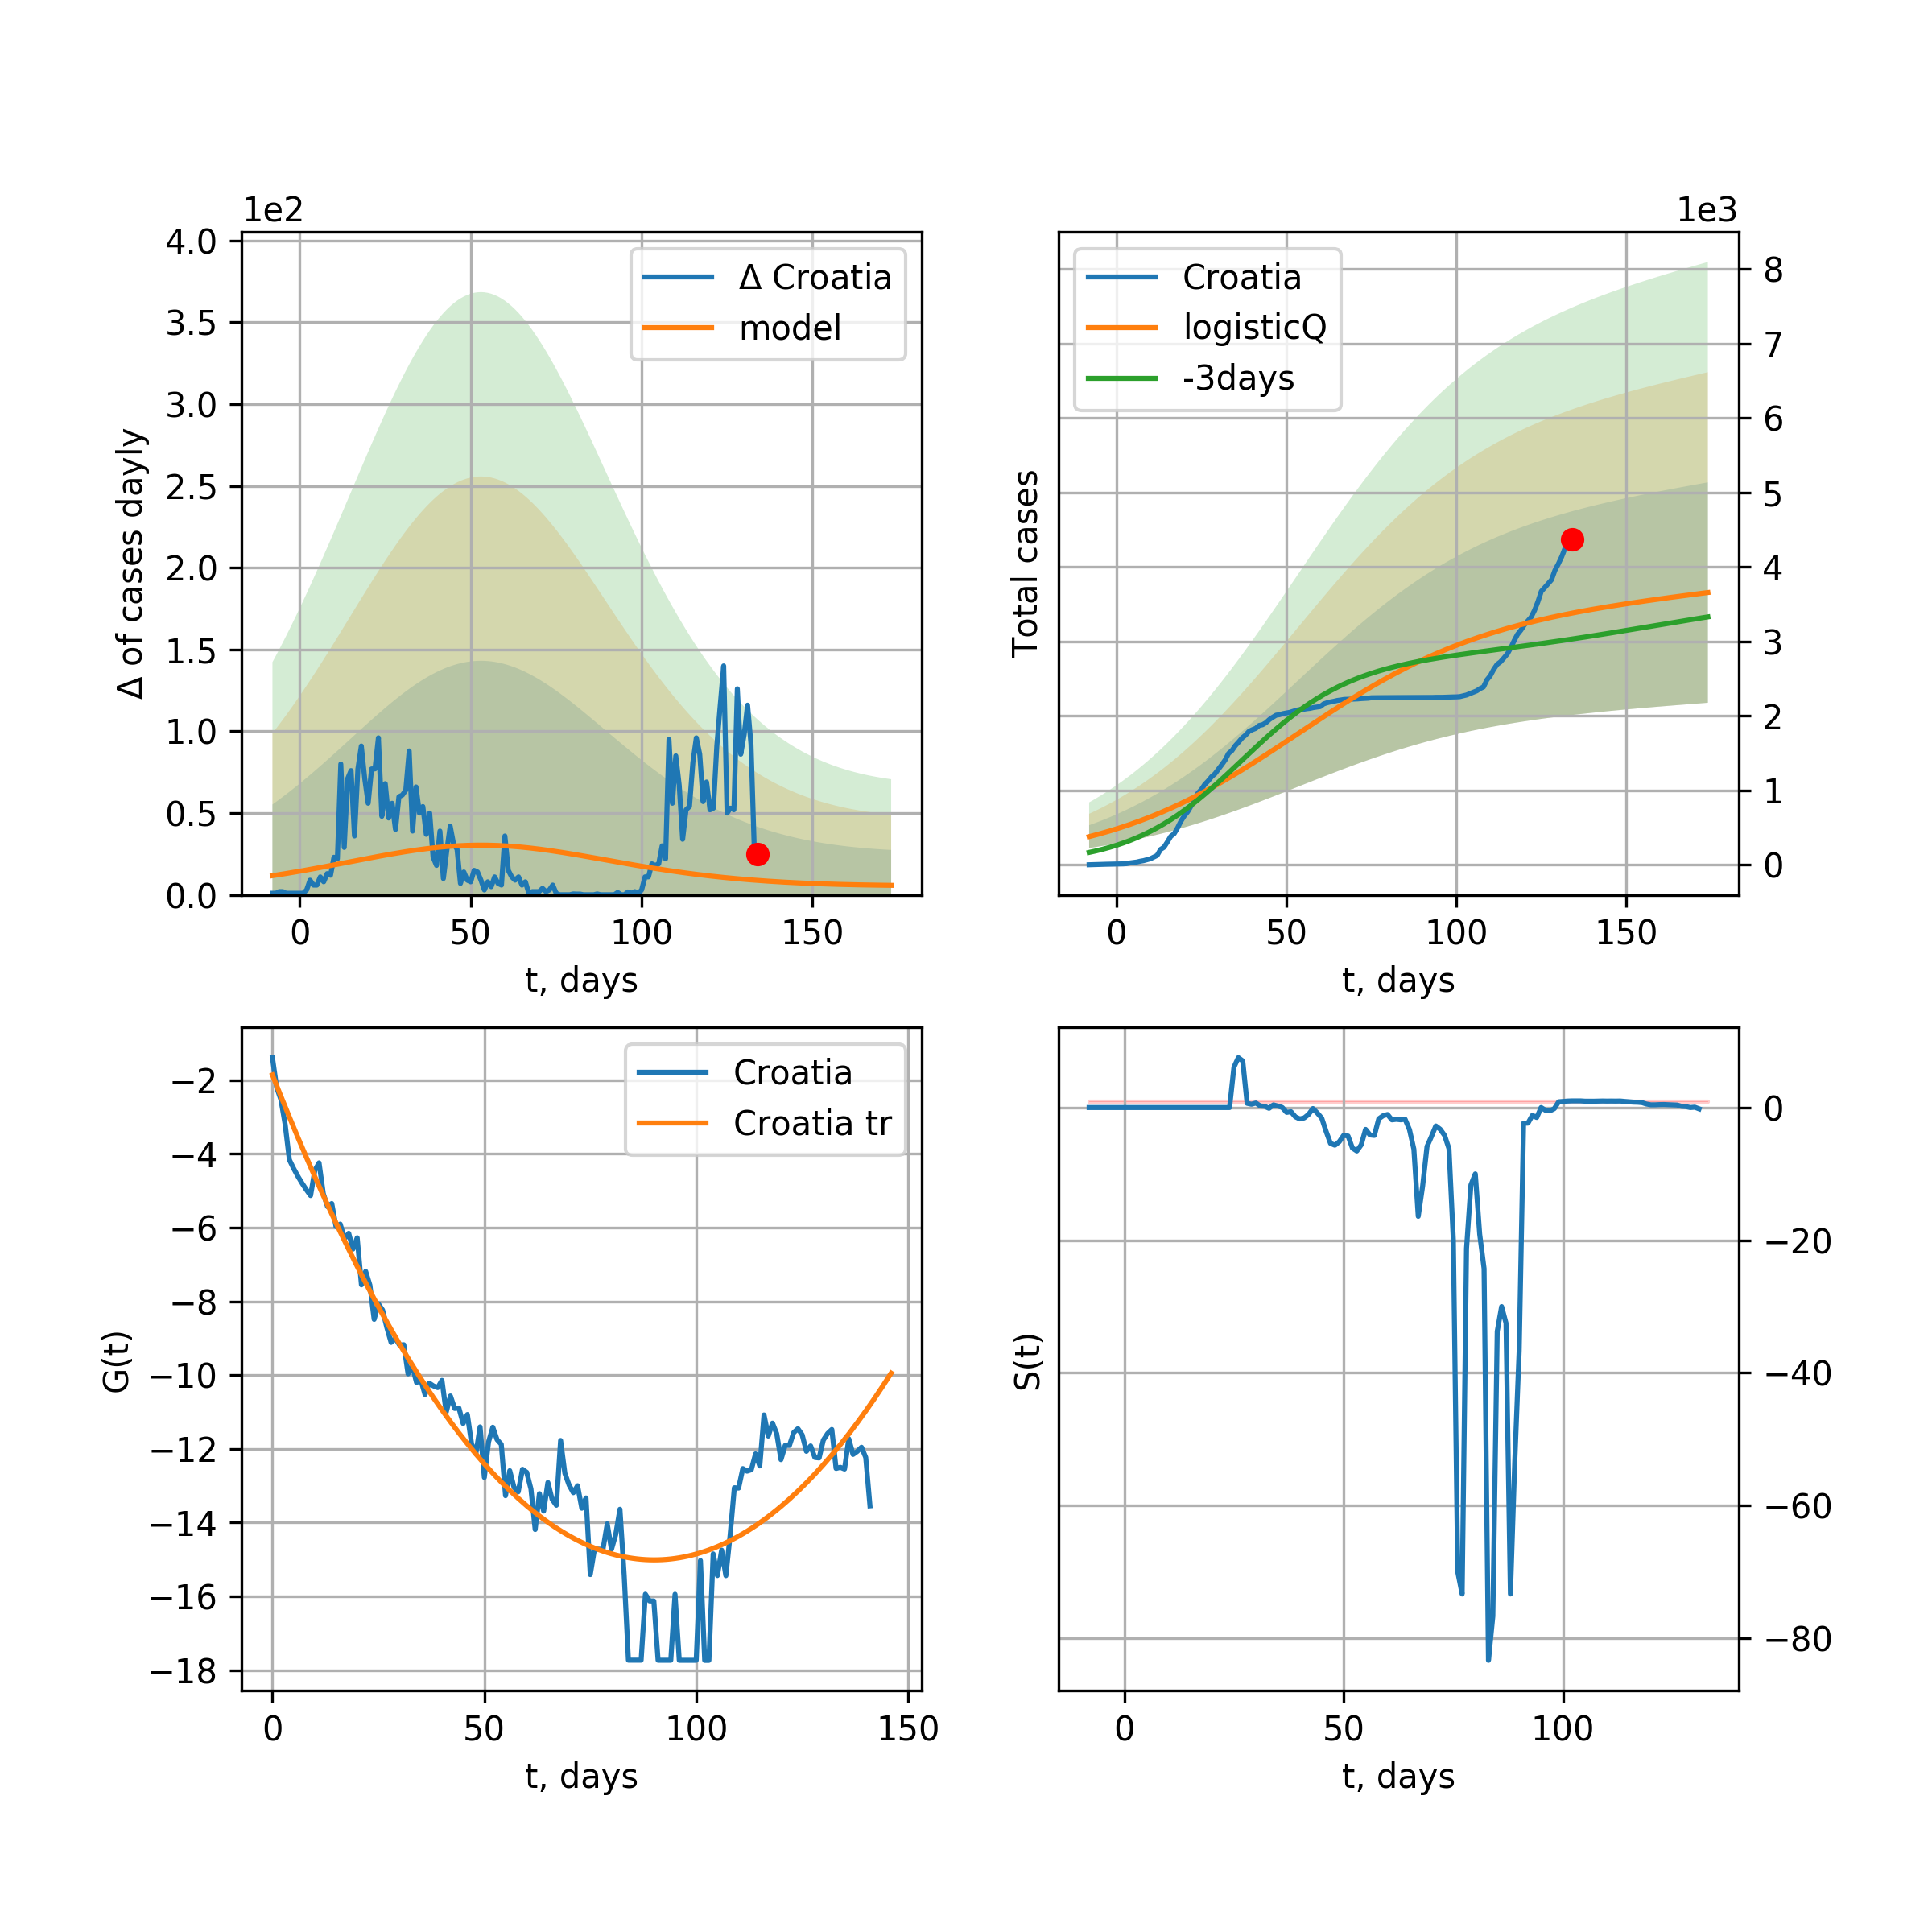 1e2
Δ of cases dayly
4.0
3.5
3.0
2.5
2.0
1.5
1.0
0.5
0.0
Δ Croatia
model
0 50 100 150
t, days
1e3
Total cases
Croatia
logisticQ
-3days
8
7
6
5
4
3
2
1
0
0 50 100 150
t, days
G(t)
−2
−4
−6
−8
−10
−12
−14
−16
−18
Croatia
Croatia tr
0 50 100 150
t, days
S(t)
0
−20
−40
−60
−80
0 50 100
t, days